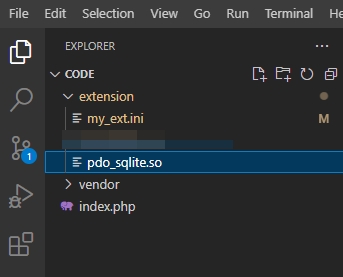 File Edit Selection View Go Run Terminal He
EXPLORER
CODE
extension
my_ext.ini M
pdo_sqlite.so
1
vendor
index.php